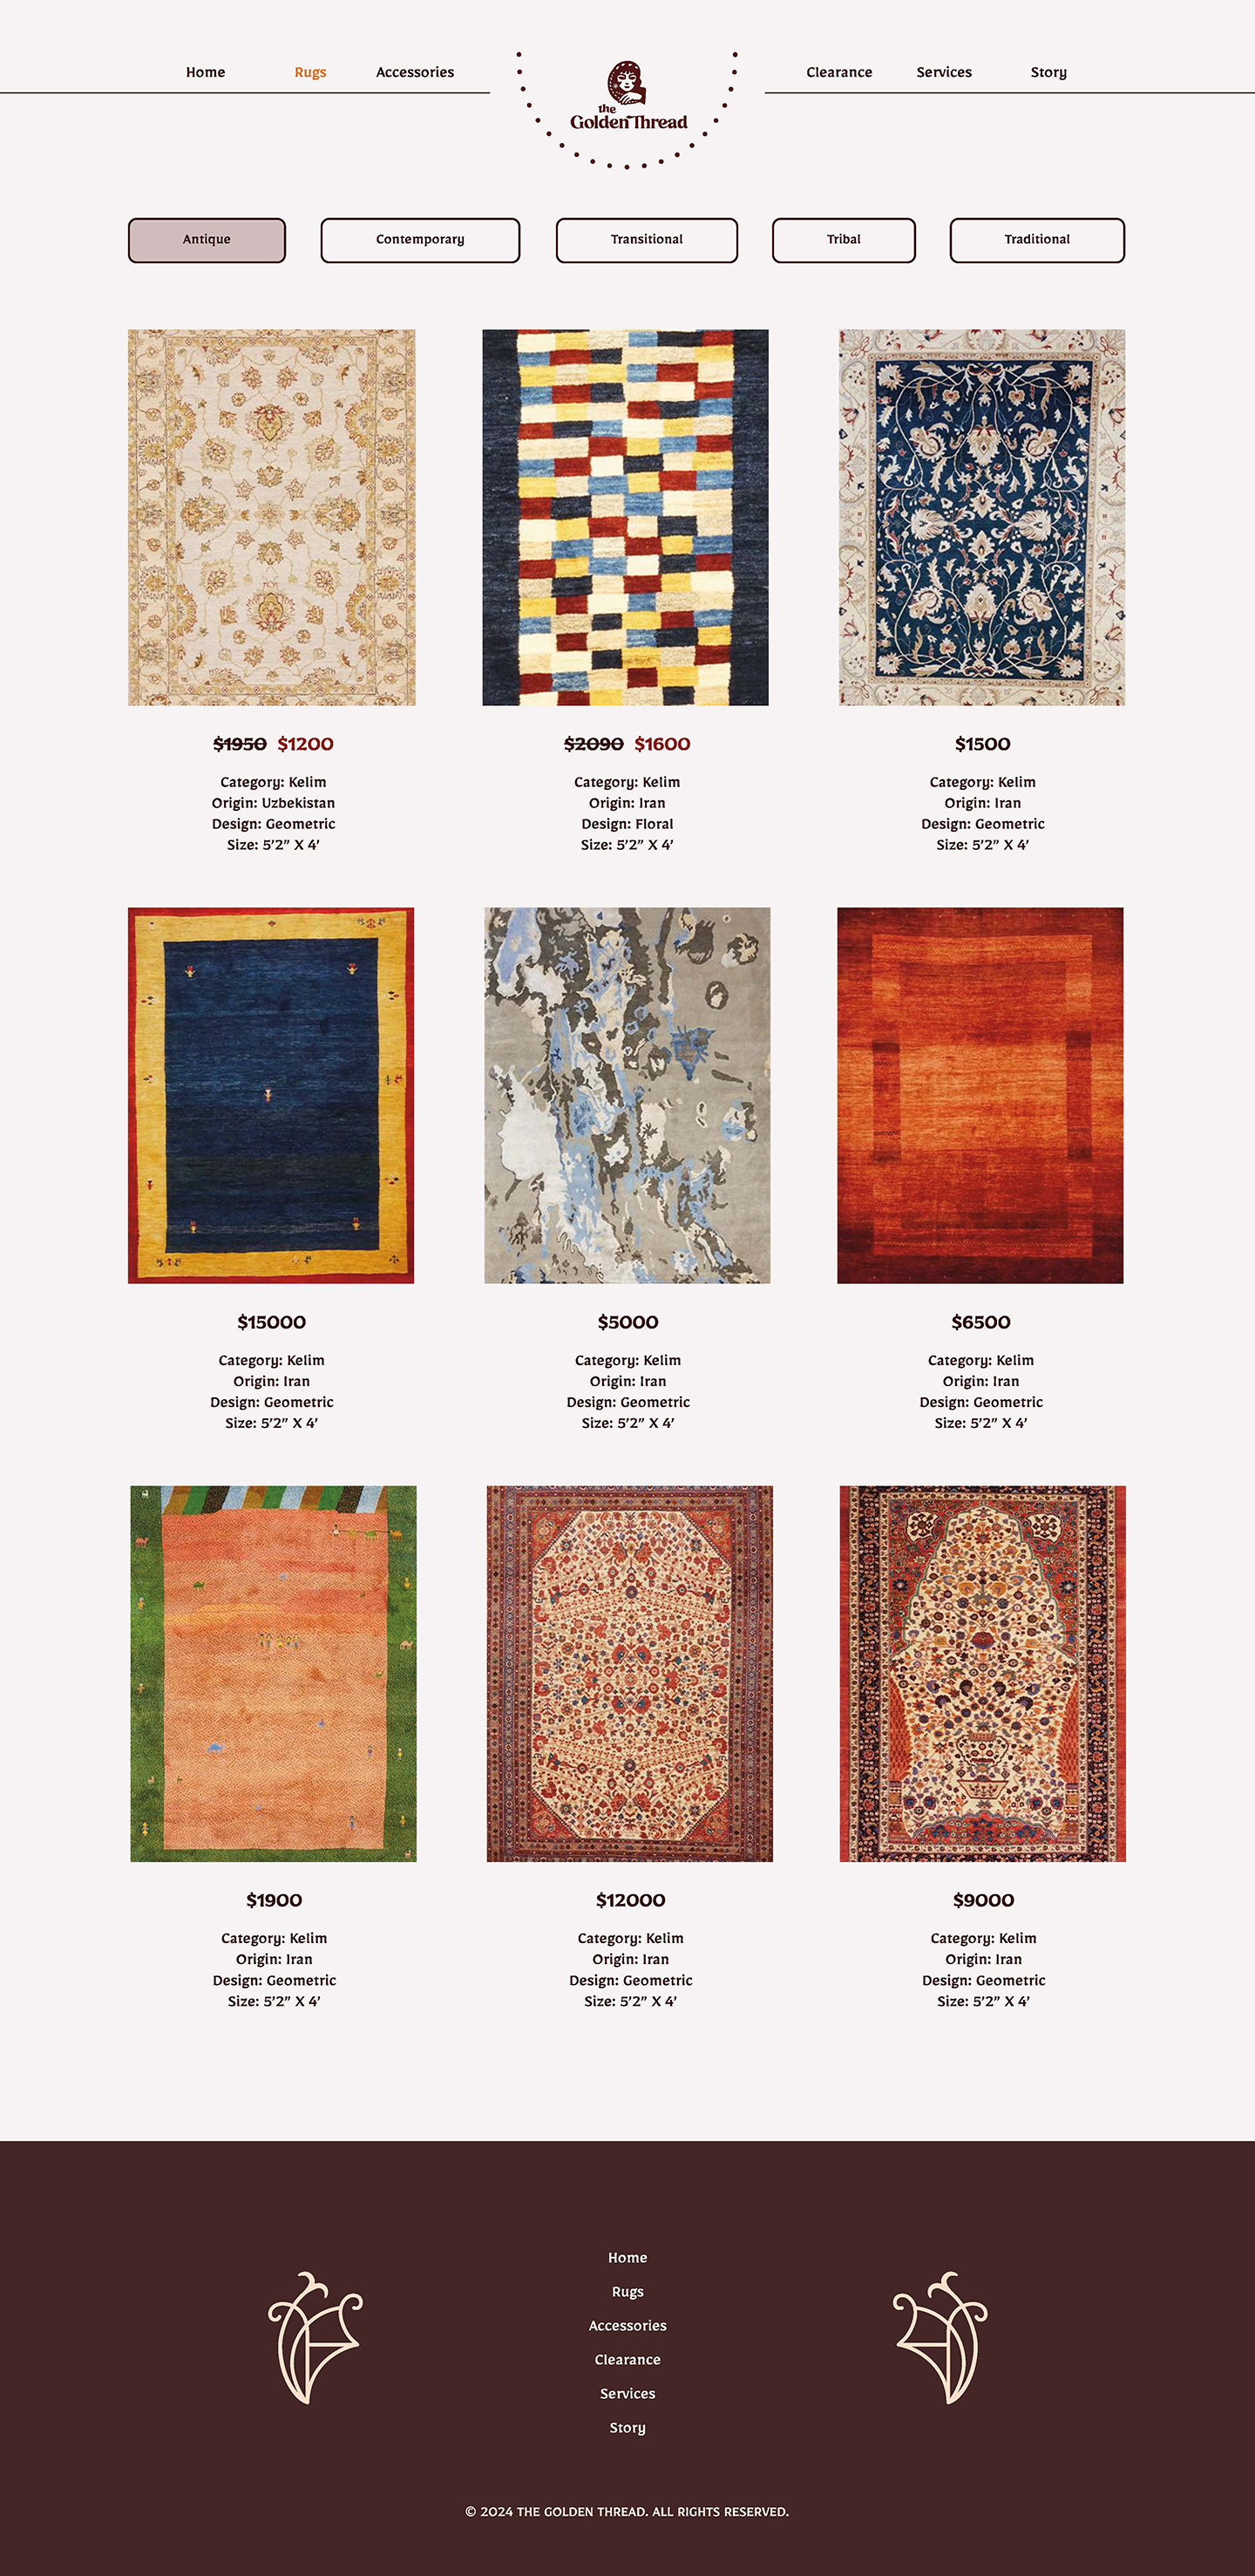 Home Rugs Accessories Clearance Services Story
the
Golden Thread
Antique Contemporary Transitional Tribal Traditional
$1950 $1200
Category: Kelim
Origin: Uzbekistan
Design: Geometric
Size: 5’2” X 4’
$2090 $1600
Category: Kelim
Origin: Iran
Design: Floral
Size: 5’2” X 4’
$1500
Category: Kelim
Origin: Iran
Design: Geometric
Size: 5’2” X 4’
$15000
Category: Kelim
Origin: Iran
Design: Geometric
Size: 5’2” X 4’
$5000
Category: Kelim
Origin: Iran
Design: Geometric
Size: 5’2” X 4’
$6500
Category: Kelim
Origin: Iran
Design: Geometric
Size: 5’2” X 4’
$1900
Category: Kelim
Origin: Iran
Design: Geometric
Size: 5’2” X 4’
$12000
Category: Kelim
Origin: Iran
Design: Geometric
Size: 5’2” X 4’
$9000
Category: Kelim
Origin: Iran
Design: Geometric
Size: 5’2” X 4’
Home
Rugs
Accessories
Clearance
Services
Story
© 2024 THE GOLDEN THREAD. ALL RIGHTS RESERVED.